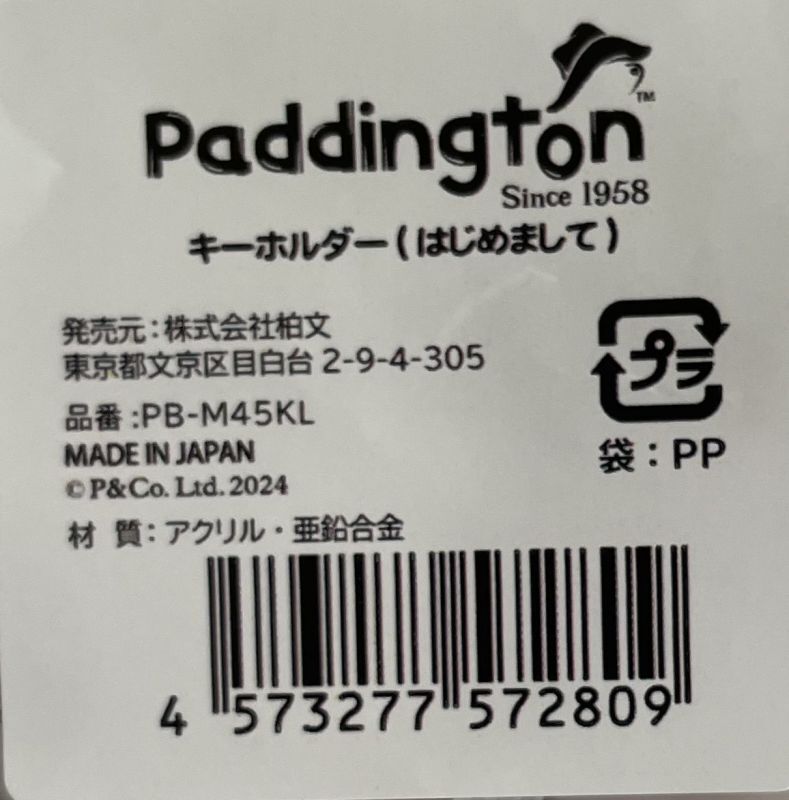 Paddington™
Since 1958
キーホルダー(はじめまして)
発売元:株式会社柏文
東京都文京区目白台 2-9-4-305
品番:PB-M45KL
MADE IN JAPAN
©P&Co. Ltd. 2024
プラ
袋:PP
材 質:アクリル・亜鉛合金
4 573277 572809